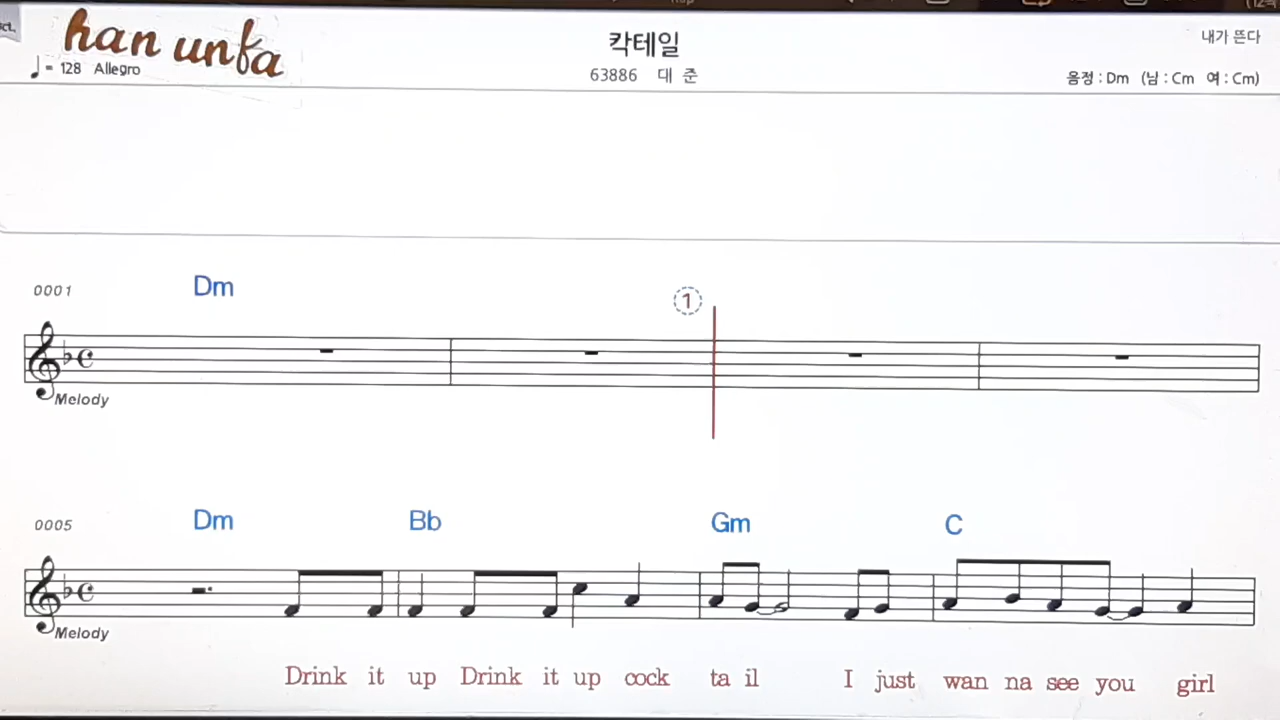 han unfa
칵테일
내가 뜬다
♩= 128 Allegro
63886 대 준
음정 : Dm (남 : Cm 여 : Cm)
0001 Dm
1
Melody
0005 Dm Bb Gm C
Melody
Drink it up Drink it up cock ta il I just wan na see you girl